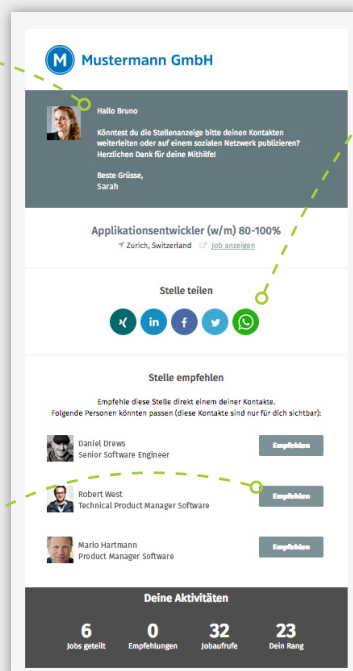 M Mustermann GmbH
Hallo Bruno
Könntest du die Stellenanzeige bitte deinen Kontakten
weiterleiten oder auf einem sozialen Netzwerk publizieren?
Herzlichen Dank für deine Mithilfe!
Beste Grüsse,
Sarah
Applikationsentwickler (w/m) 80-100%
Zurich, Switzerland Job anzeigen
Stelle teilen
in f
Stelle empfehlen
Empfehle diese Stelle direkt einem deiner Kontakte.
Folgende Personen könnten passen (diese Kontakte sind nur für dich sichtbar):
Daniel Drews
Senior Software Engineer
Empfehlen
Robert West
Technical Product Manager Software
Empfehlen
Mario Hartmann
Product Manager Software
Empfehlen
Deine Aktivitäten
6 0 32 23
Jobs geteilt Empfehlungen Jobaufrufe Dein Rang